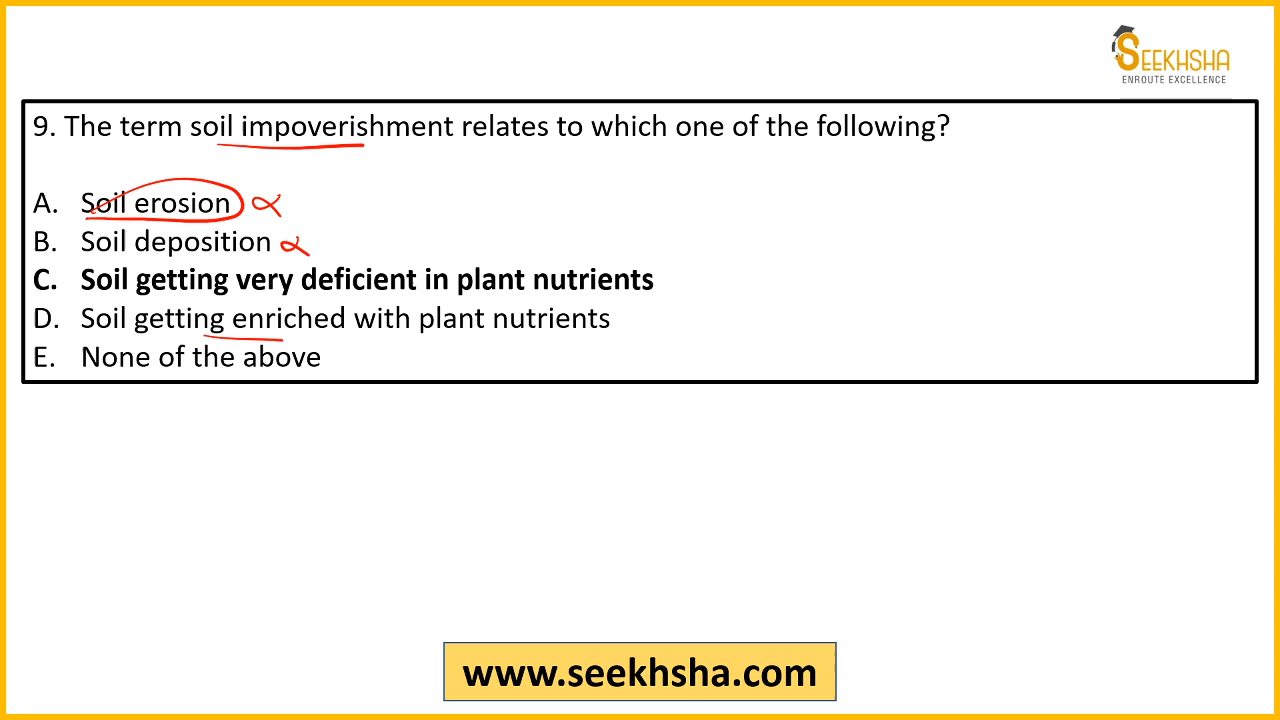 SEEKHSHA
ENROUTE EXCELLENCE
9. The term soil impoverishment relates to which one of the following?
A. Soil erosion
B. Soil deposition
C. Soil getting very deficient in plant nutrients
D. Soil getting enriched with plant nutrients
E. None of the above
www.seekhsha.com